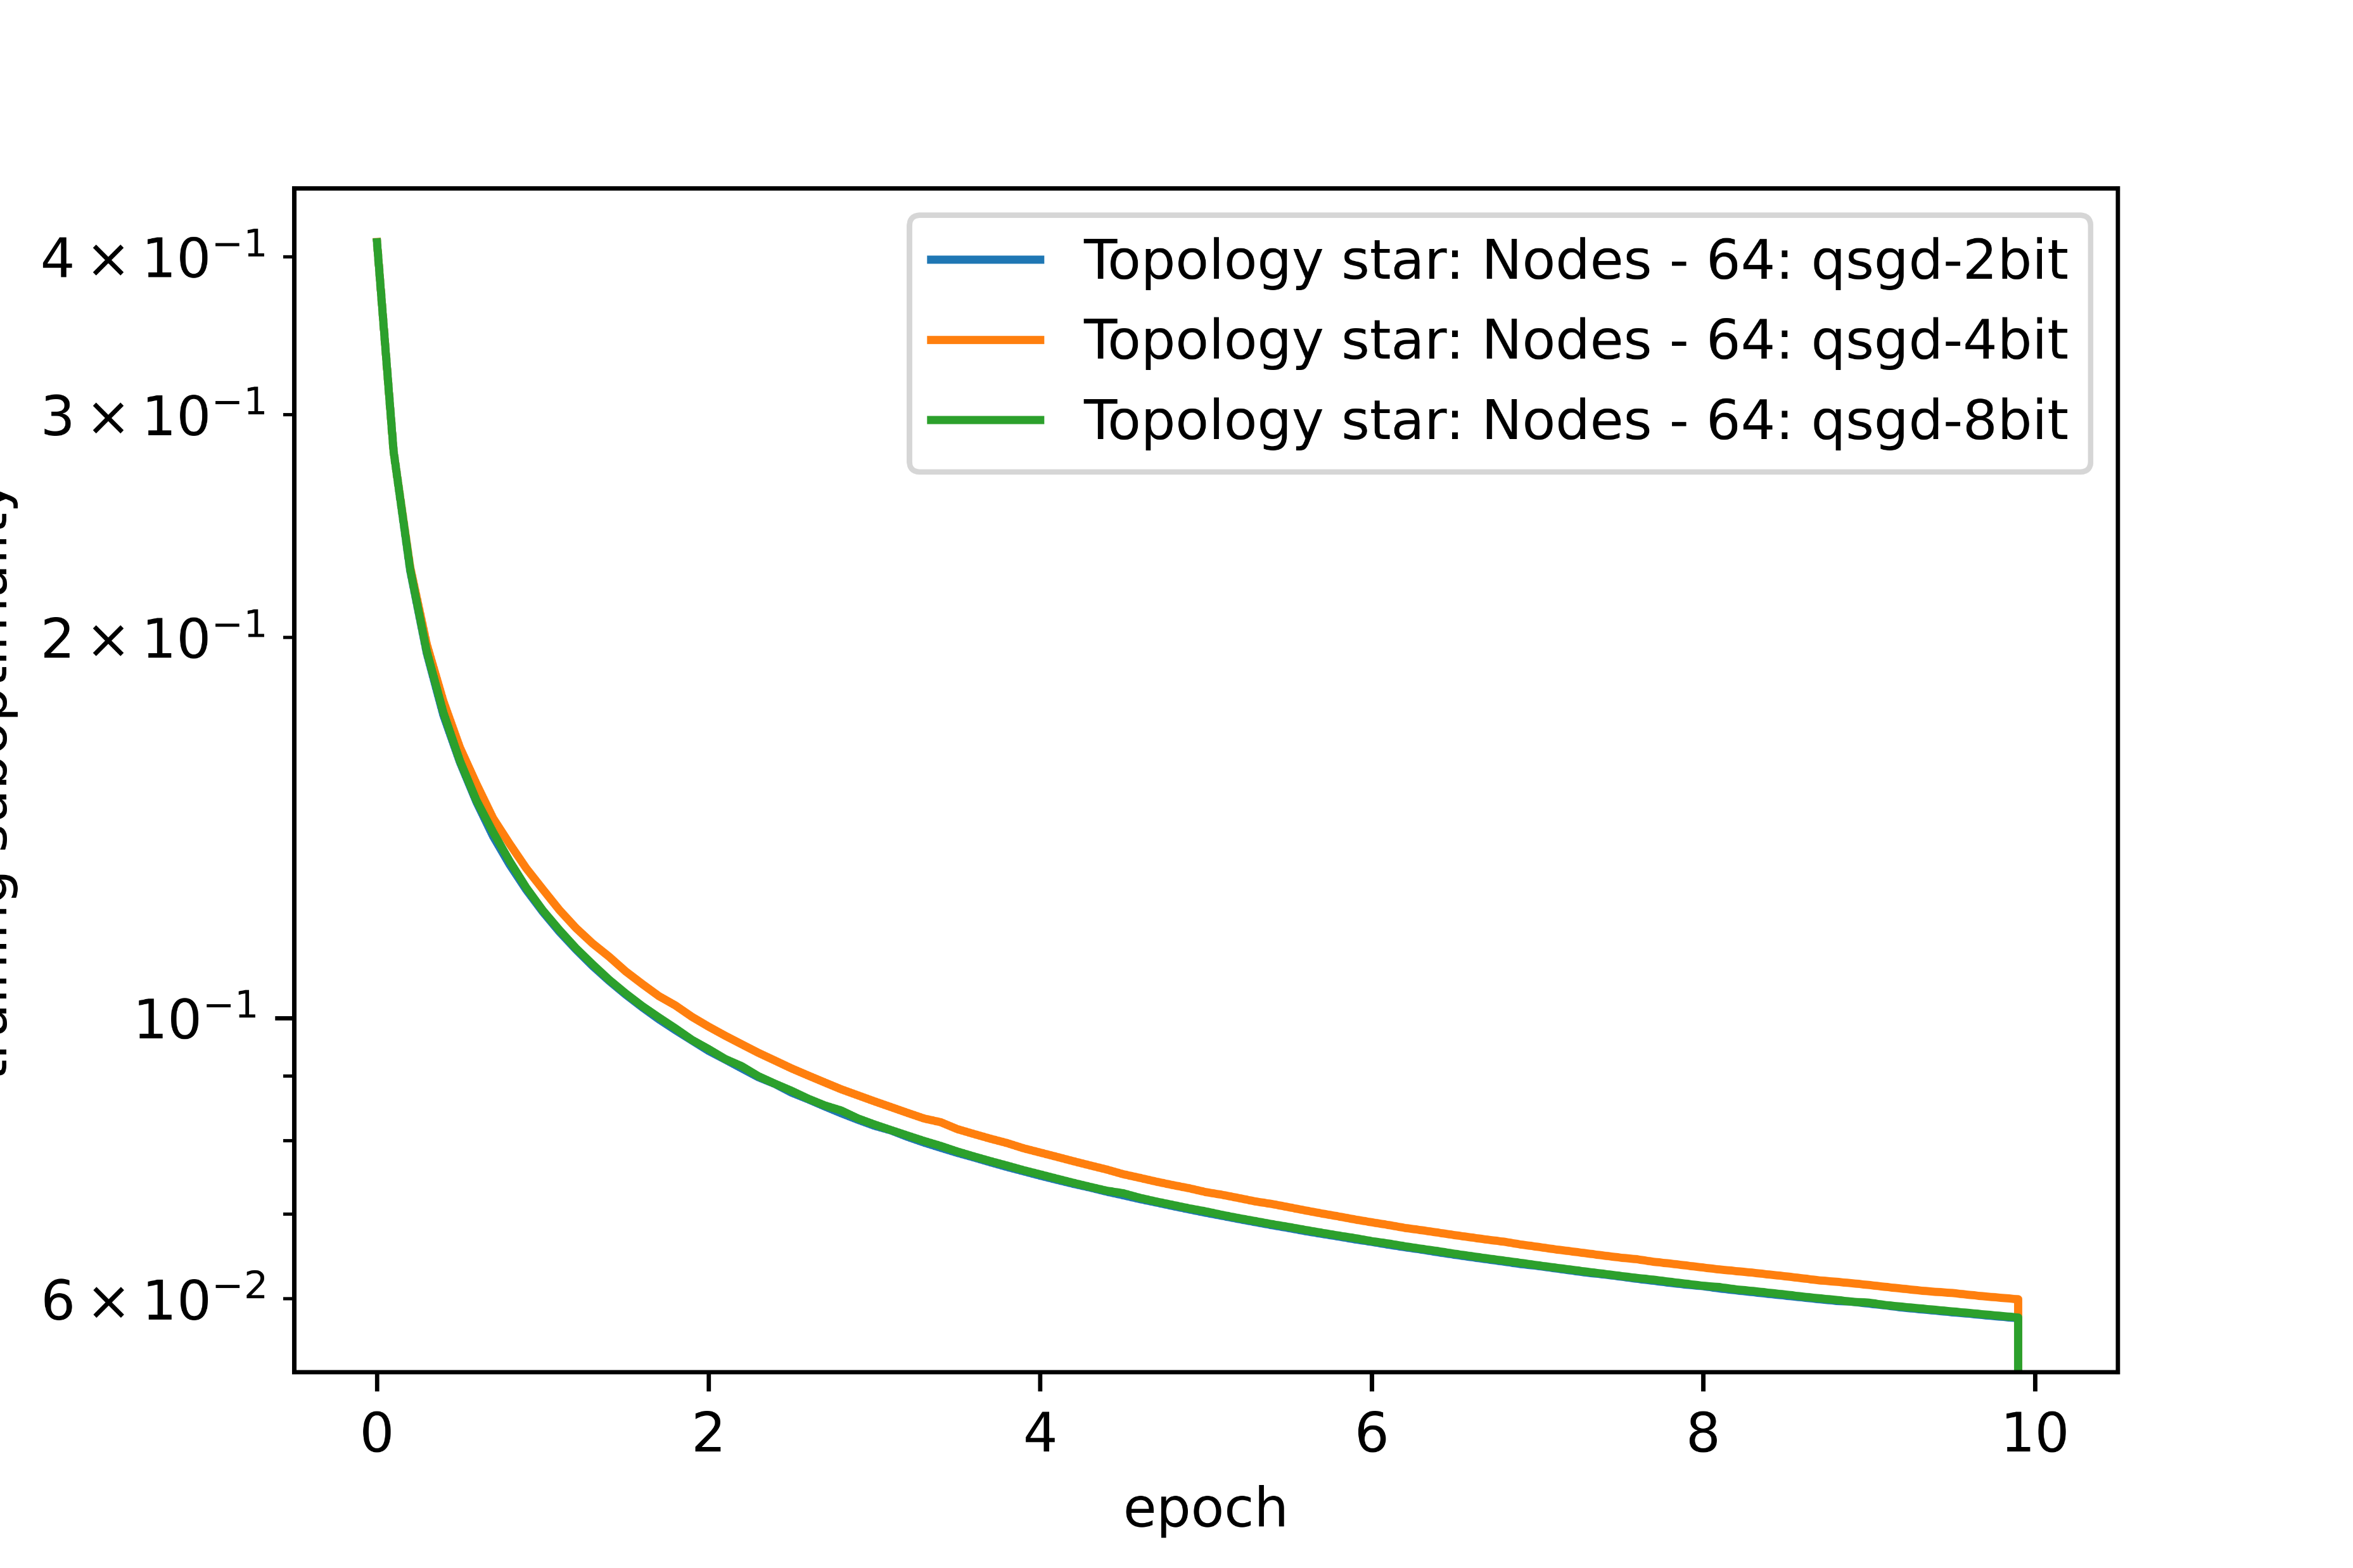 Topology star: Nodes - 64: qsgd-2bit
Topology star: Nodes - 64: qsgd-4bit
Topology star: Nodes - 64: qsgd-8bit
4 × 10⁻¹
3 × 10⁻¹
2 × 10⁻¹
10⁻¹
6 × 10⁻²
training suboptimality
0 2 4 6 8 10
epoch